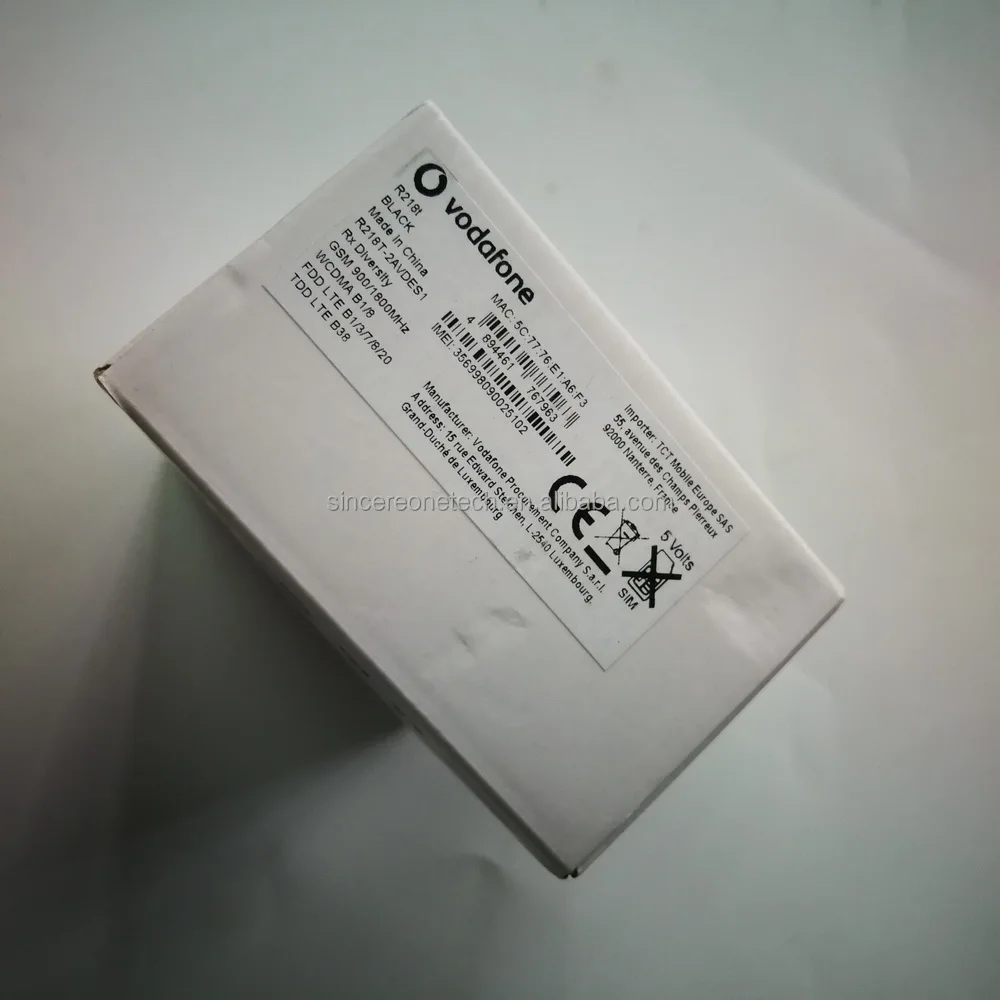 vodafone
R218t
BLACK
Made in China
R218T-2AVDES1
Rx Diversity
GSM 900/1800MHz
WCDMA B1/8
FDD LTE B1/3/7/8/20
TDD LTE B38
MAC: 5C:77:76:E1:A6:F3
4 894461 767963
IMEI: 356998090025102
Importer: TCT Mobile Europe SAS
55, avenue des Champs Pierreux
92000 Nanterre, France
Manufacturer: Vodafone Procurement Company S.a.r.l.
Address: 15 rue Edward Steichen, L-2540 Luxembourg,
Grand-Duché de Luxembourg
CE
5 Volts
SIM
sincereonetech.en.alibaba.com